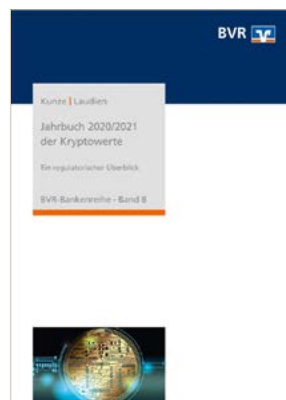 BVR
Kunze | Laudien
Jahrbuch 2020/2021
der Kryptowerte
Ein regulatorischer Überblick
BVR-Bankenreihe - Band 8